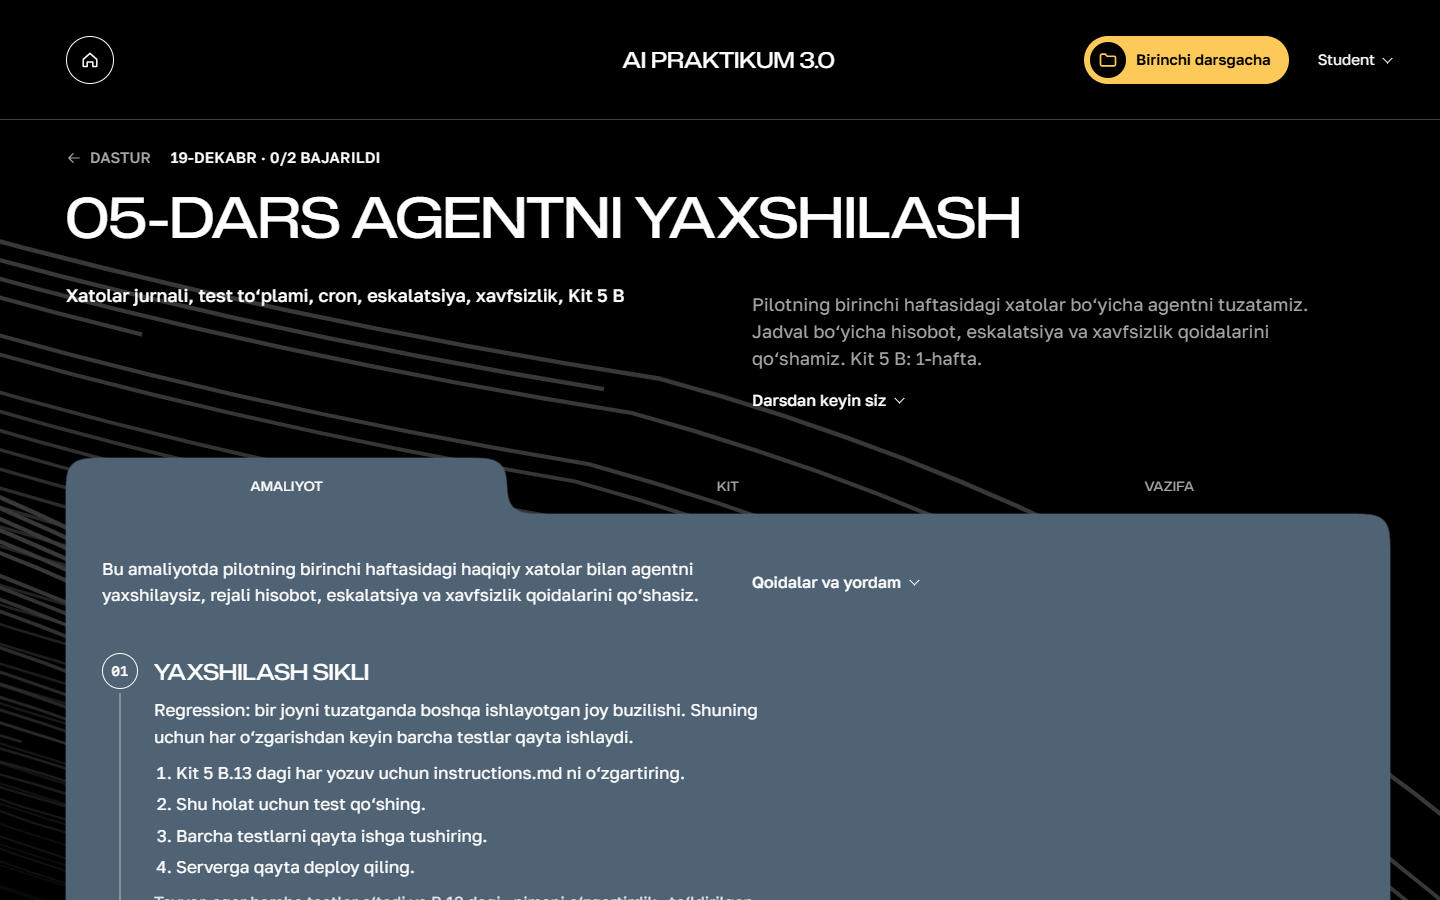 AI PRAKTIKUM 3.0
Birinchi darsgacha
Student
DASTUR
19-DEKABR · 0/2 BAJARILDI
05-DARS AGENTNI YAXSHILASH
Xatolar jurnali, test to‘plami, cron, eskalatsiya, xavfsizlik, Kit 5 B
Pilotning birinchi haftasidagi xatolar bo‘yicha agentni tuzatamiz.
Jadval bo‘yicha hisobot, eskalatsiya va xavfsizlik qoidalarini
qo‘shamiz. Kit 5 B: 1-hafta.
Darsdan keyin siz
AMALIYOT
KIT
VAZIFA
Bu amaliyotda pilotning birinchi haftasidagi haqiqiy xatolar bilan agentni
yaxshilaysiz, rejali hisobot, eskalatsiya va xavfsizlik qoidalarini qo‘shasiz.
Qoidalar va yordam
01
YAXSHILASH SIKLI
Regression: bir joyni tuzatganda boshqa ishlayotgan joy buzilishi. Shuning
uchun har o‘zgarishdan keyin barcha testlar qayta ishlaydi.
1. Kit 5 B.13 dagi har yozuv uchun instructions.md ni o‘zgartiring.
2. Shu holat uchun test qo‘shing.
3. Barcha testlarni qayta ishga tushiring.
4. Serverga qayta deploy qiling.